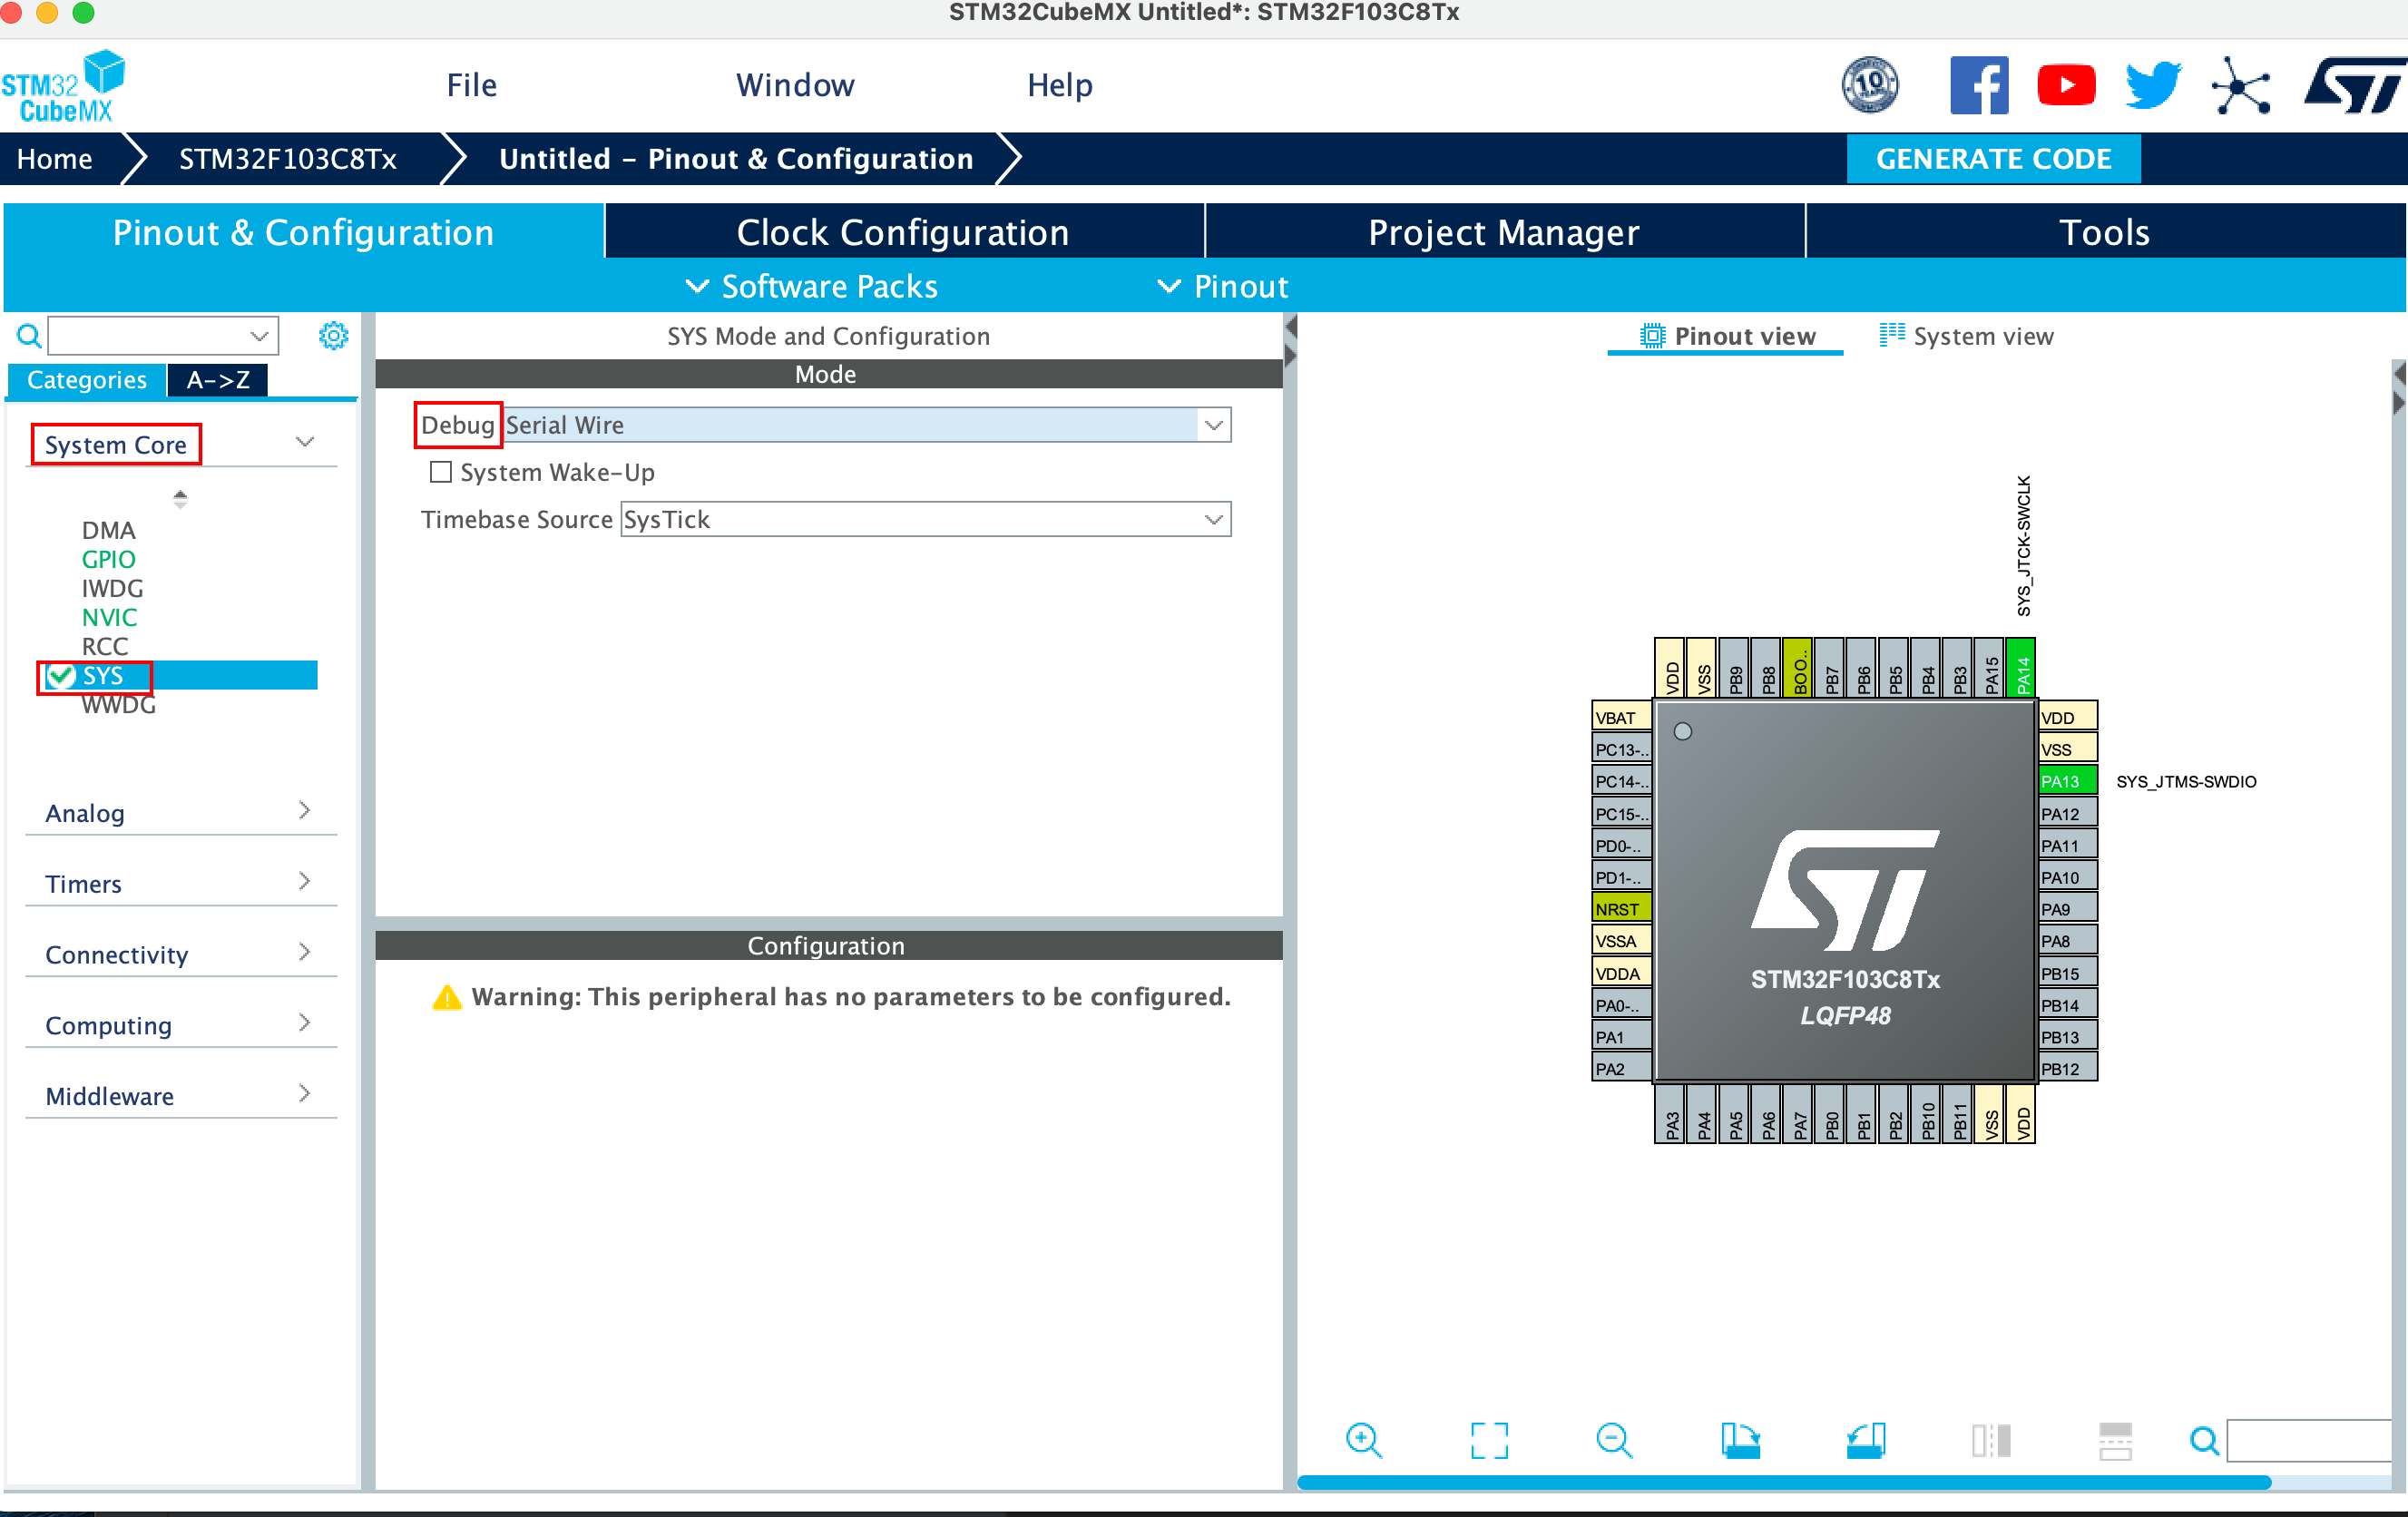 STM32CubeMX Untitled*: STM32F103C8Tx
STM32
CubeMX
File
Window
Help
10
YEARS
Home
STM32F103C8Tx
Untitled – Pinout & Configuration
GENERATE CODE
Pinout & Configuration
Clock Configuration
Project Manager
Tools
Software Packs
Pinout
SYS Mode and Configuration
Pinout view
System view
Categories
A->Z
Mode
Debug
Serial Wire
System Core
System Wake-Up
Timebase Source
SysTick
DMA
GPIO
IWDG
NVIC
RCC
SYS
WWDG
Analog
Timers
Connectivity
Computing
Middleware
Configuration
Warning: This peripheral has no parameters to be configured.
SYS_JTCK-SWCLK
VDD
VSS
PB9
PB8
BOO..
PB7
PB6
PB5
PB4
PB3
PA15
PA14
VBAT
PC13-..
PC14-..
PC15-..
PD0-..
PD1-..
NRST
VSSA
VDDA
PA0-..
PA1
PA2
VDD
VSS
PA13
SYS_JTMS-SWDIO
PA12
PA11
PA10
PA9
PA8
PB15
PB14
PB13
PB12
ST
STM32F103C8Tx
LQFP48
PA3
PA4
PA5
PA6
PA7
PB0
PB1
PB2
PB10
PB11
VSS
VDD